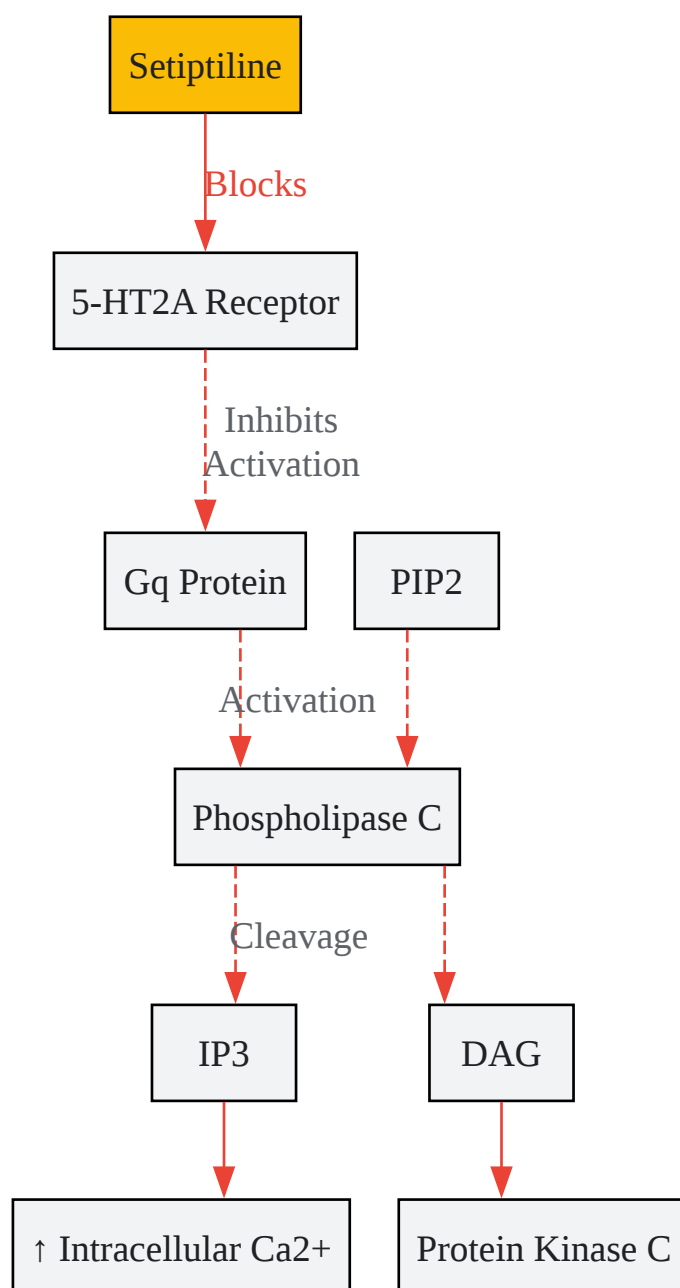 Setiptiline
Blocks
5-HT2A Receptor
Inhibits
Activation
Gq Protein
PIP2
Activation
Phospholipase C
Cleavage
IP3
DAG
↑ Intracellular Ca2+
Protein Kinase C